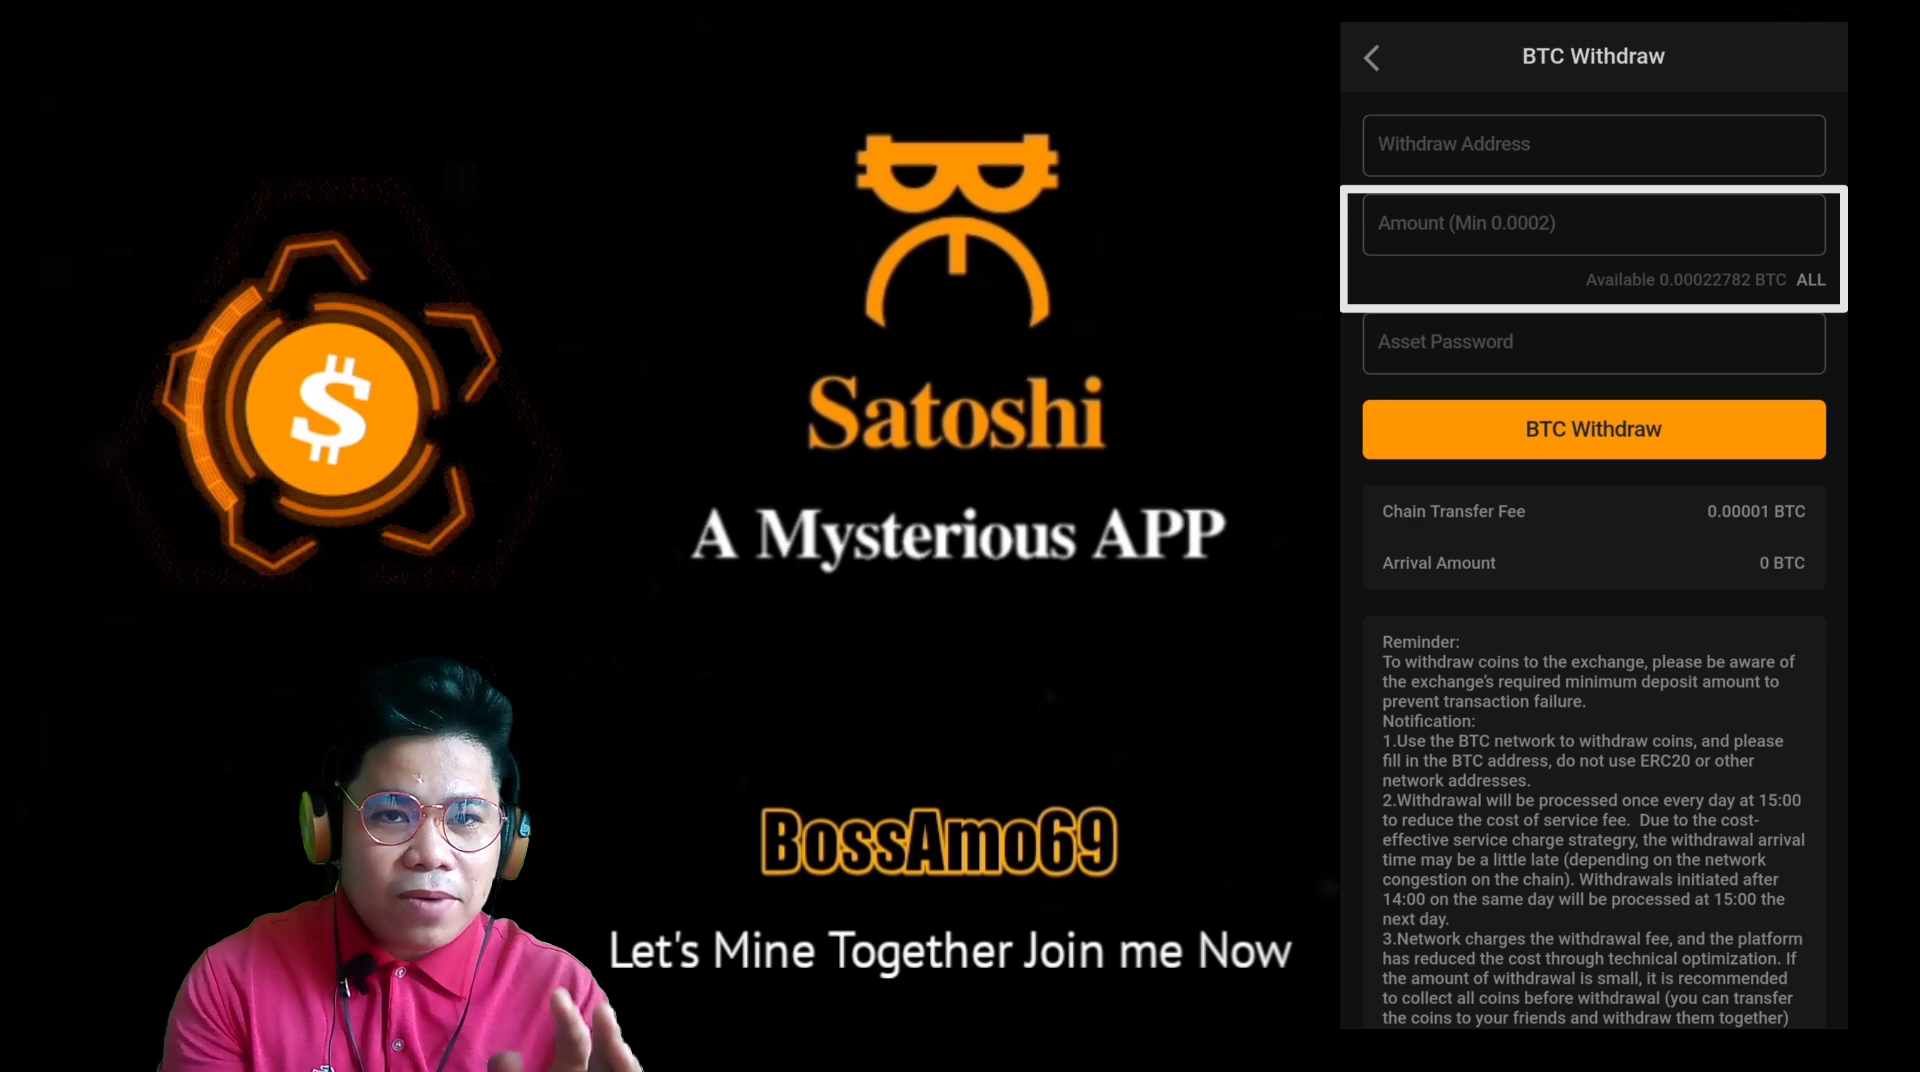 $
Satoshi
A Mysterious APP
BossAmo69
Let's Mine Together Join me Now
BTC Withdraw
Withdraw Address
Amount (Min 0.0002)
Available 0.00022782 BTC ALL
Asset Password
BTC Withdraw
Chain Transfer Fee 0.00001 BTC
Arrival Amount 0 BTC
Reminder:
To withdraw coins to the exchange, please be aware of
the exchange's required minimum deposit amount to
prevent transaction failure.
Notification:
1.Use the BTC network to withdraw coins, and please
fill in the BTC address, do not use ERC20 or other
network addresses.
2.Withdrawal will be processed once every day at 15:00
to reduce the cost of service fee. Due to the cost-
effective service charge strategry, the withdrawal arrival
time may be a little late (depending on the network
congestion on the chain). Withdrawals initiated after
14:00 on the same day will be processed at 15:00 the
next day.
3.Network charges the withdrawal fee, and the platform
has reduced the cost through technical optimization. If
the amount of withdrawal is small, it is recommended
to collect all coins before withdrawal (you can transfer
the coins to your friends and withdraw them together)